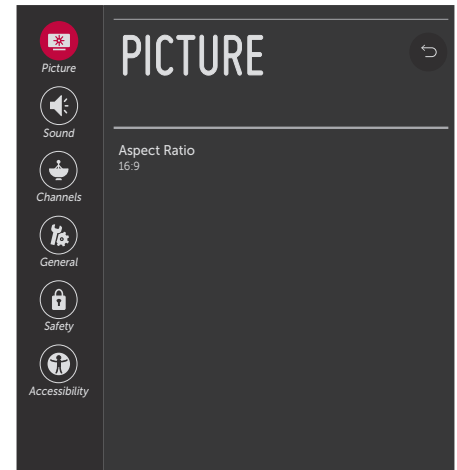 Picture
Sound
Channels
General
Safety
Accessibility
PICTURE
Aspect Ratio
16:9